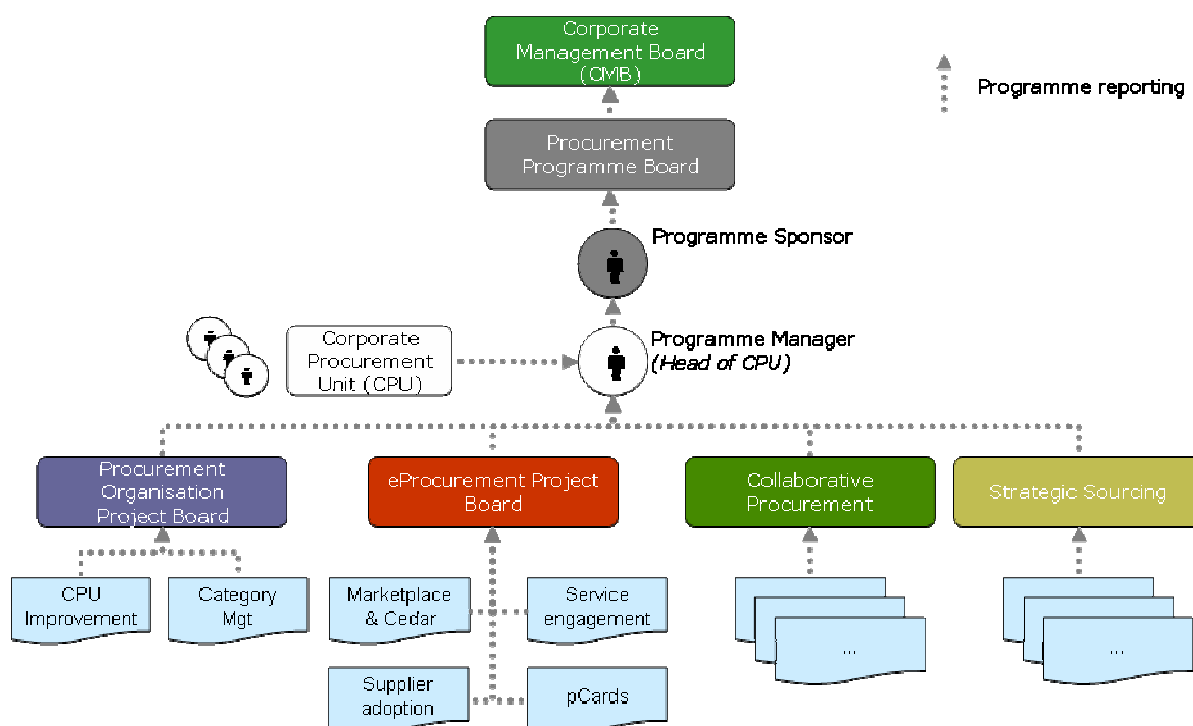 Corporate
Management Board
(CMB)
Programme reporting
Procurement
Programme Board
Programme Sponsor
Corporate
Procurement
Unit (CPU)
Programme Manager
(Head of CPU)
Procurement
Organisation
Project Board
eProcurement Project
Board
Collaborative
Procurement
Strategic Sourcing
CPU
Improvement
Category
Mgt
Marketplace
& Cedar
Service
engagement
Supplier
adoption
pCards
...
...